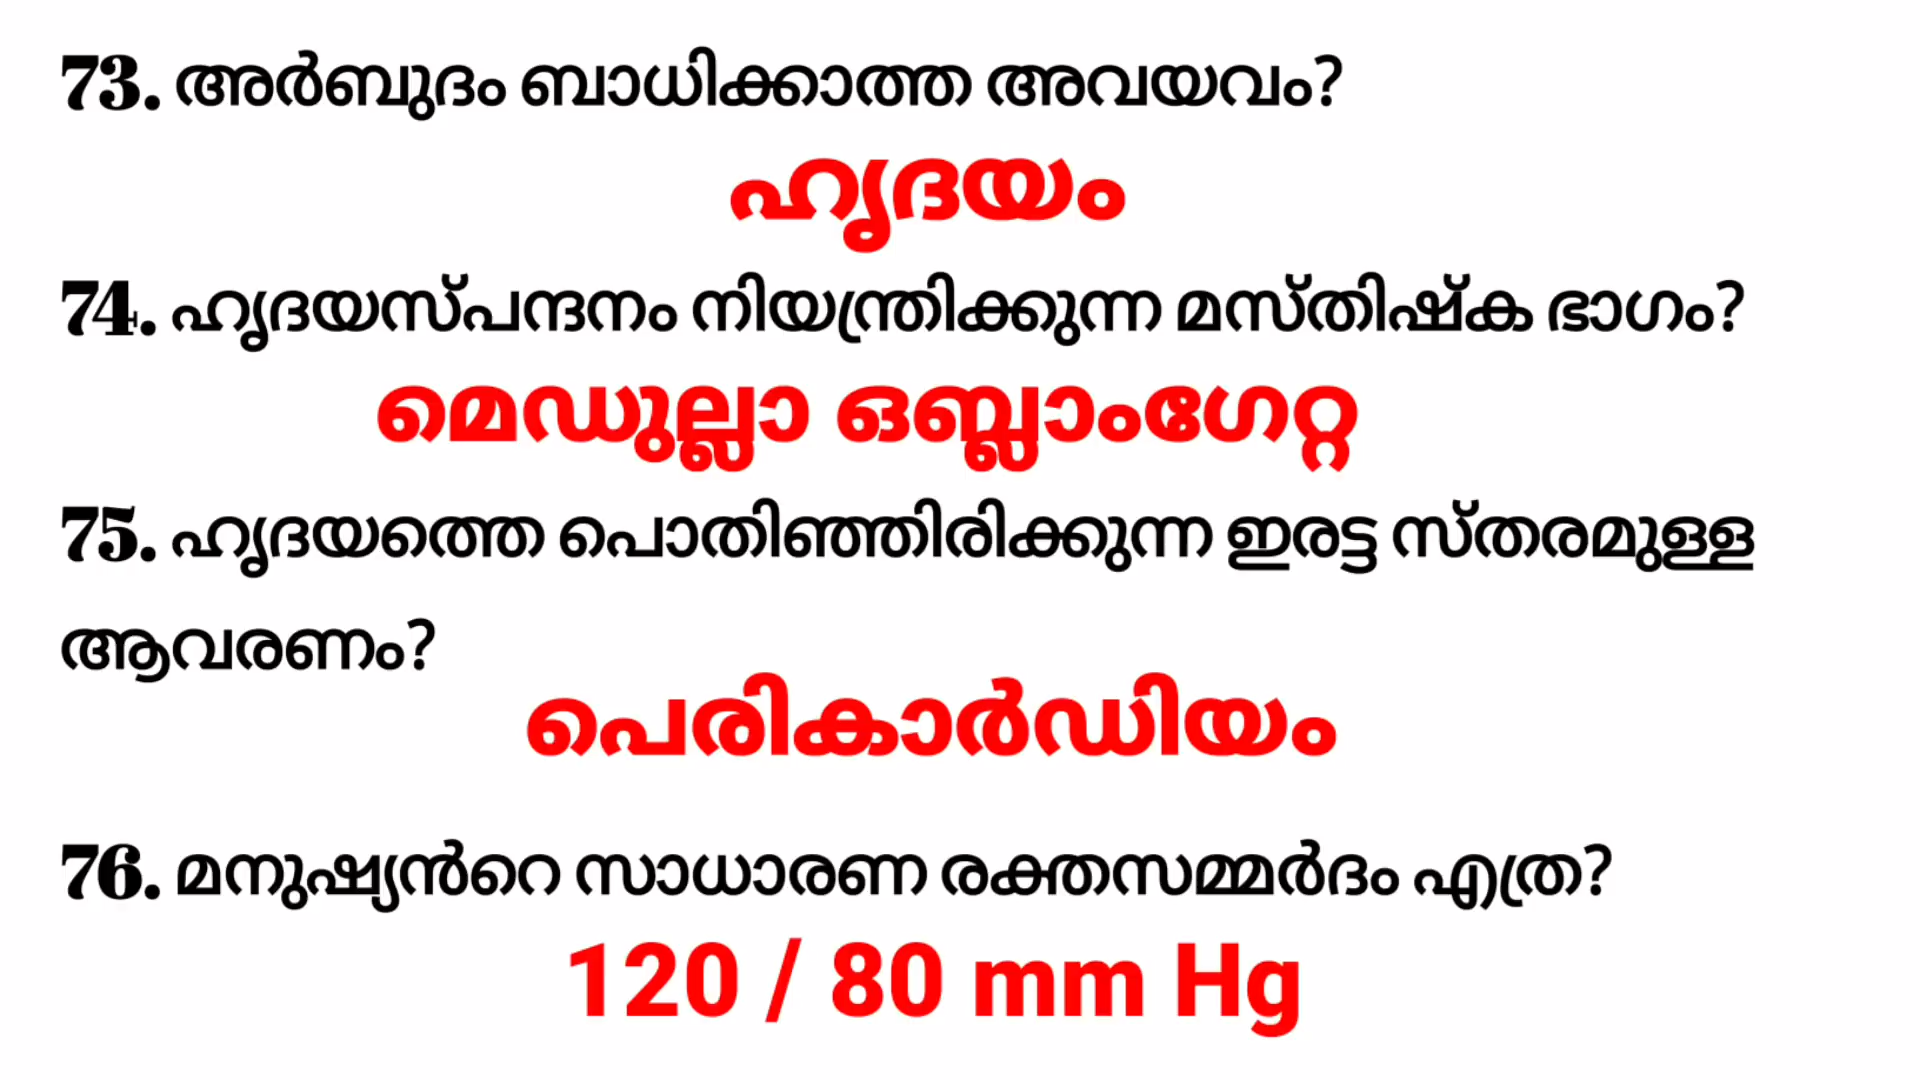 73. അർബുദം ബാധിക്കാത്ത അവയവം?
ഹൃദയം
74. ഹൃദയസ്പന്ദനം നിയന്ത്രിക്കുന്ന മസ്തിഷ്ക ഭാഗം?
മെഡുല്ലാ ഒബ്ലാംഗേറ്റ
75. ഹൃദയത്തെ പൊതിഞ്ഞിരിക്കുന്ന ഇരട്ട സ്തരമുള്ള
ആവരണം?
പെരികാർഡിയം
76. മനുഷ്യൻറെ സാധാരണ രക്തസമ്മർദം എത്ര?
120 / 80 mm Hg